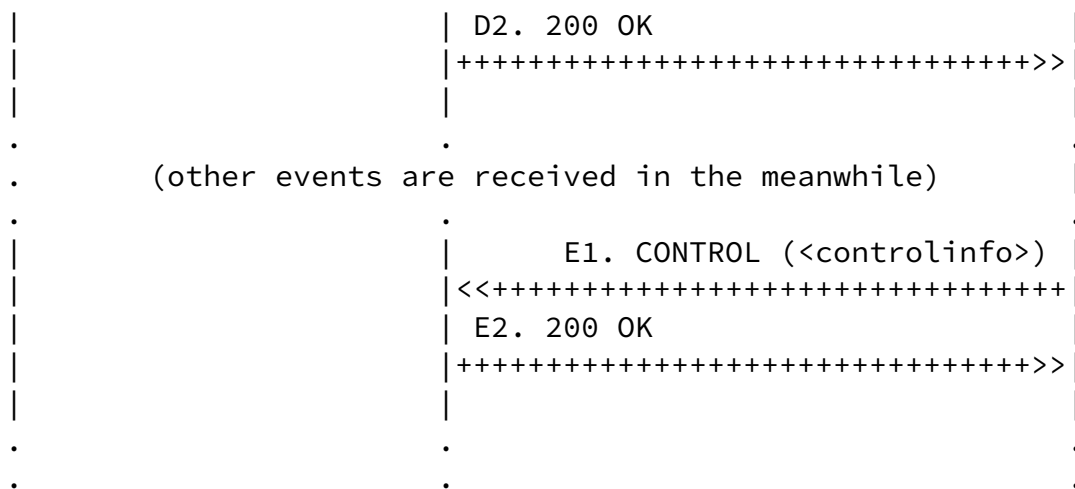 |                       | D2. 200 OK                        |
|                       |++++++++++++++++++++++++++++++++>>|
|                       |                                   |
.                       .                                   .
.       (other events are received in the meanwhile)        |
.                       .                                   .
|                       |      E1. CONTROL (<controlinfo>) |
|                       |<<++++++++++++++++++++++++++++++++|
|                       | E2. 200 OK                        |
|                       |++++++++++++++++++++++++++++++++>>|
|                       |                                   |
.                       .                                   .
.                       .                                   .